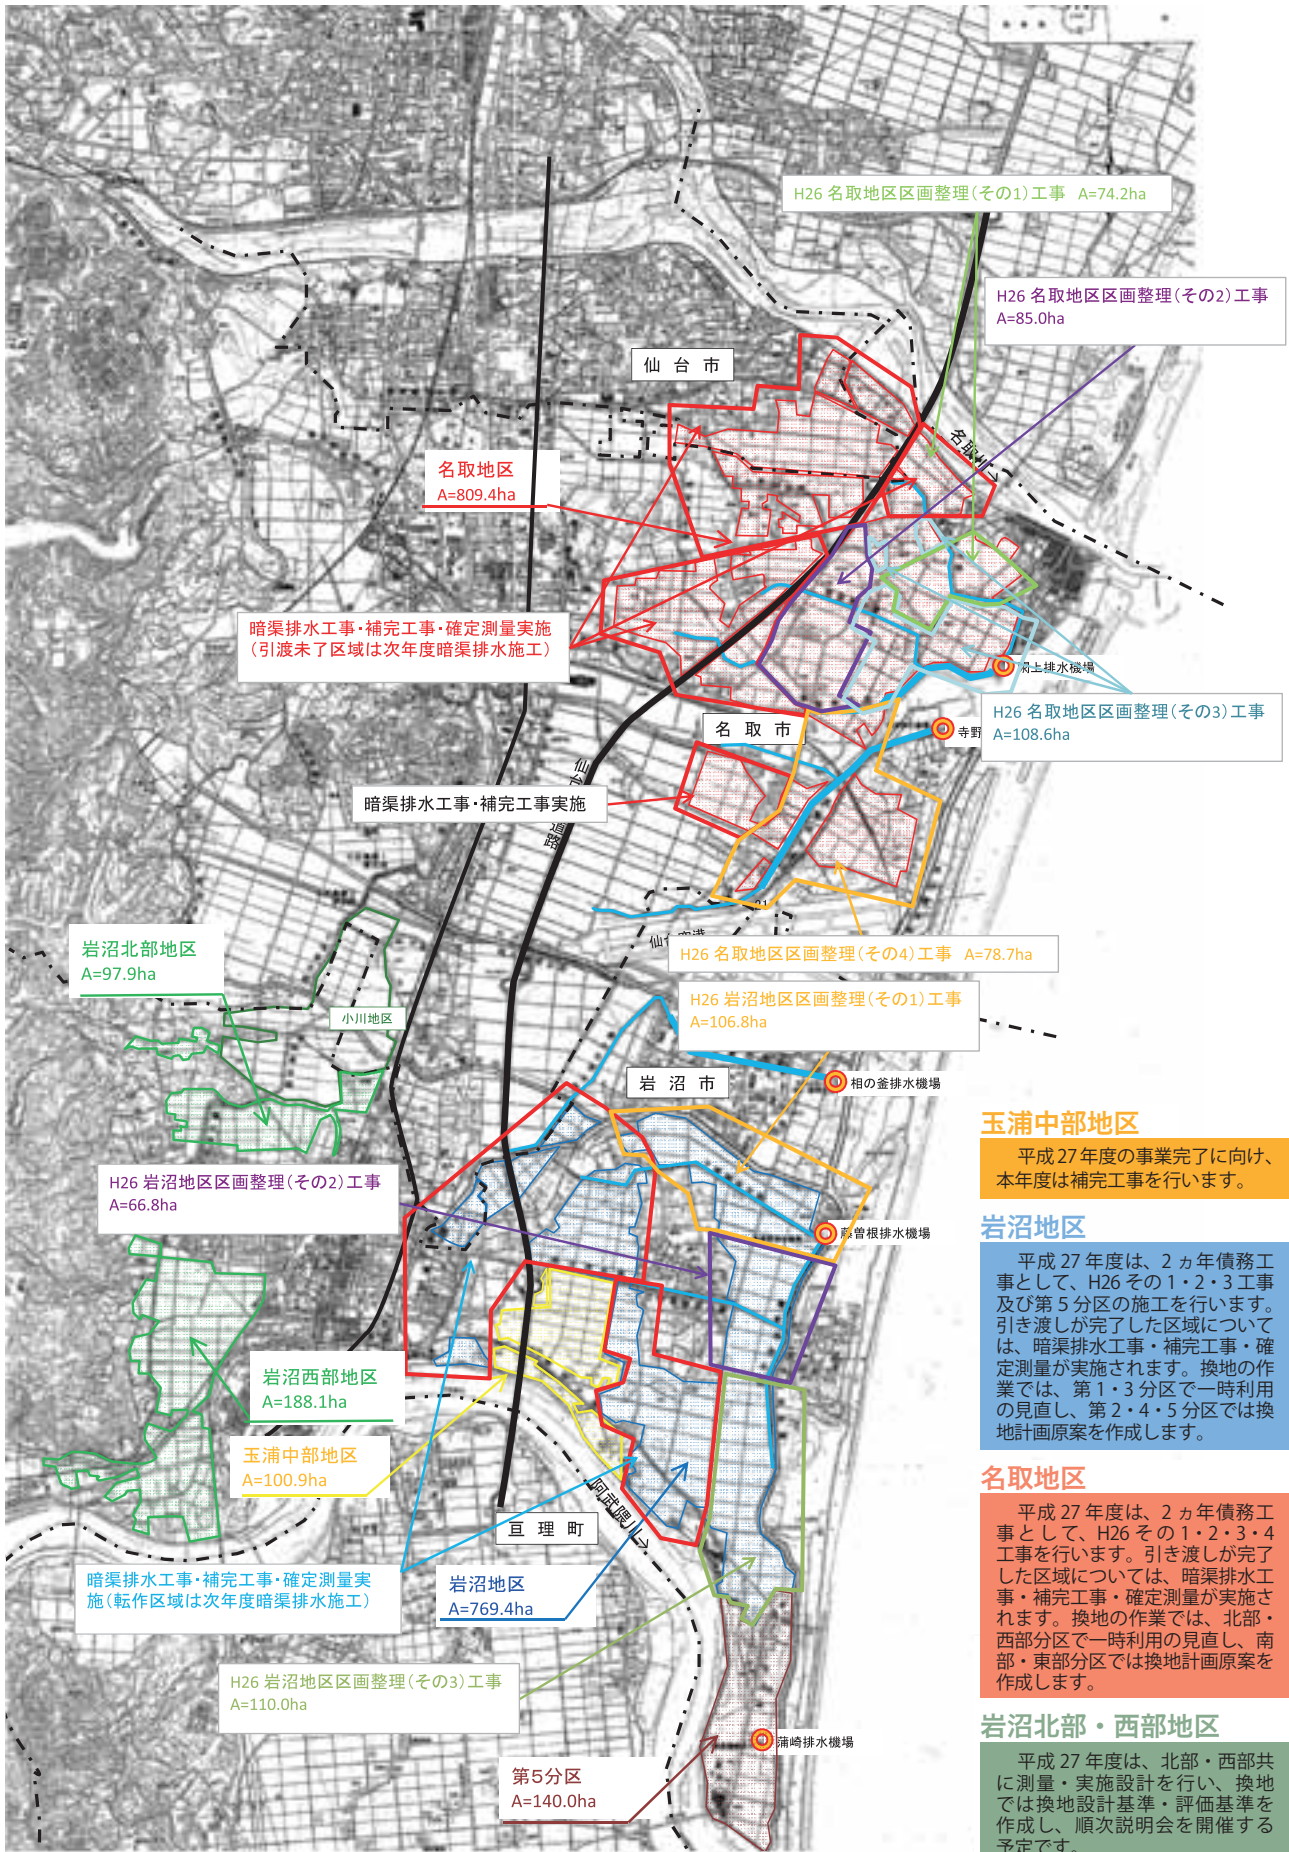 H26 名取地区区画整理(その1)工事 A=74.2ha
H26 名取地区区画整理(その2)工事
A=85.0ha
仙台市
名取川→
名取地区
A=809.4ha
暗渠排水工事・補完工事・確定測量実施
(引渡未了区域は次年度暗渠排水施工)
閖上排水機場
H26 名取地区区画整理(その3)工事
A=108.6ha
名取市
寺野
暗渠排水工事・補完工事実施
道路
岩沼北部地区
A=97.9ha
小川地区
H26 名取地区区画整理(その4)工事 A=78.7ha
H26 岩沼地区区画整理(その1)工事
A=106.8ha
岩沼市
相の釜排水機場
H26 岩沼地区区画整理(その2)工事
A=66.8ha
藤曽根排水機場
岩沼西部地区
A=188.1ha
玉浦中部地区
A=100.9ha
阿武隈川→
亘理町
暗渠排水工事・補完工事・確定測量実
施(転作区域は次年度暗渠排水施工)
岩沼地区
A=769.4ha
H26 岩沼地区区画整理(その3)工事
A=110.0ha
蒲崎排水機場
第5分区
A=140.0ha
玉浦中部地区
平成27年度の事業完了に向け、
本年度は補完工事を行います。
岩沼地区
平成27年度は、2ヵ年債務工
事として、H26その1・2・3工事
及び第5分区の施工を行います。
引き渡しが完了した区域につい
ては、暗渠排水工事・補完工事・確
定測量が実施されます。換地の作
業では、第1・3分区で一時利用
の見直し、第2・4・5分区では換
地計画原案を作成します。
名取地区
平成27年度は、2ヵ年債務工
事として、H26その1・2・3・4
工事を行います。引き渡しが完了
した区域については、暗渠排水工
事・補完工事・確定測量が実施さ
れます。換地の作業では、北部・
西部分区で一時利用の見直し、南
部・東部分区では換地計画原案を
作成します。
岩沼北部・西部地区
平成27年度は、北部・西部共
に測量・実施設計を行い、換地
では換地設計基準・評価基準を
作成し、順次説明会を開催する
予定です。